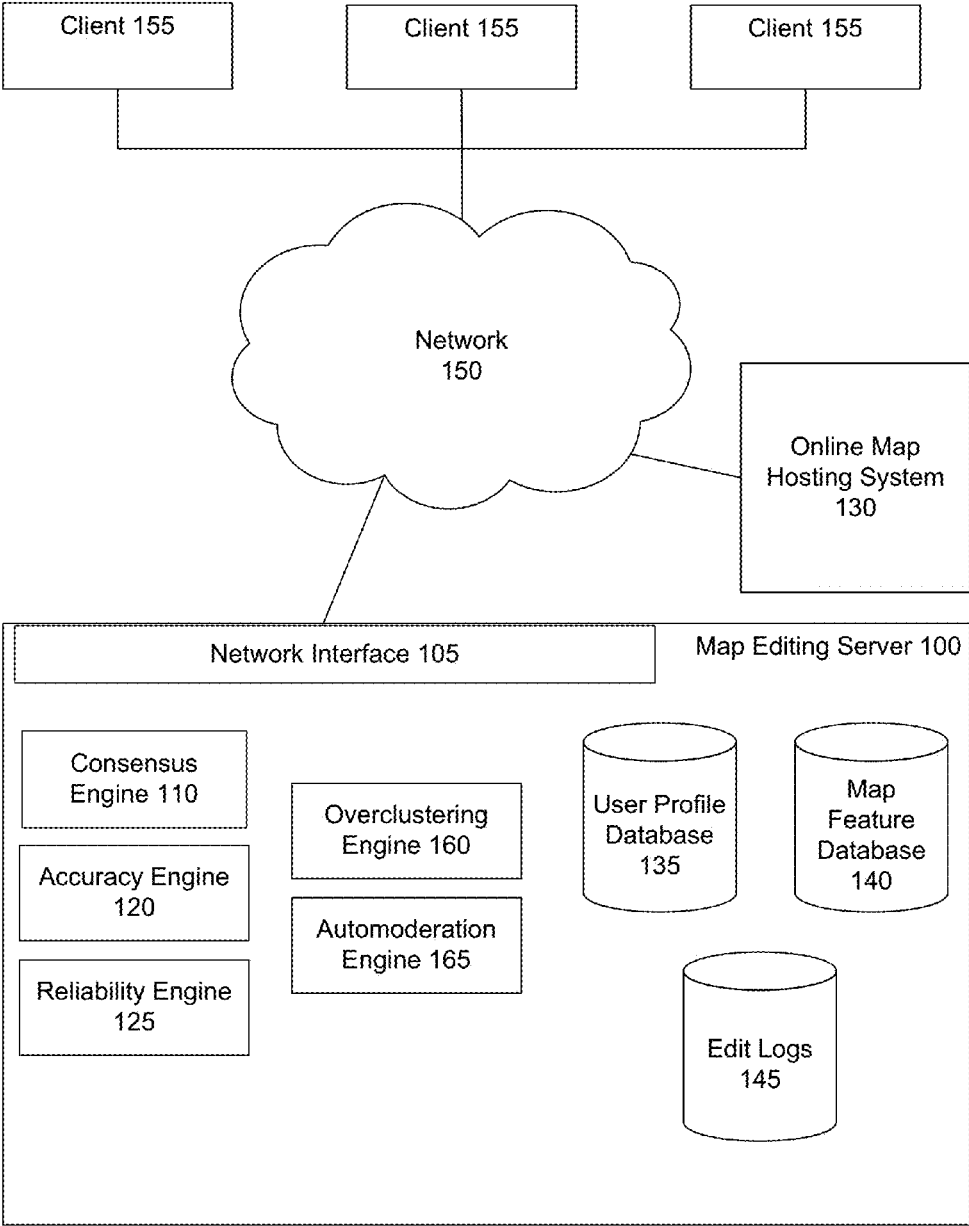 Client 155
Client 155
Client 155
Network
150
Online Map
Hosting System
130
Network Interface 105
Map Editing Server 100
Consensus
Engine 110
Overclustering
Engine 160
User Profile
Database
135
Map
Feature
Database
140
Accuracy Engine
120
Automoderation
Engine 165
Reliability Engine
125
Edit Logs
145